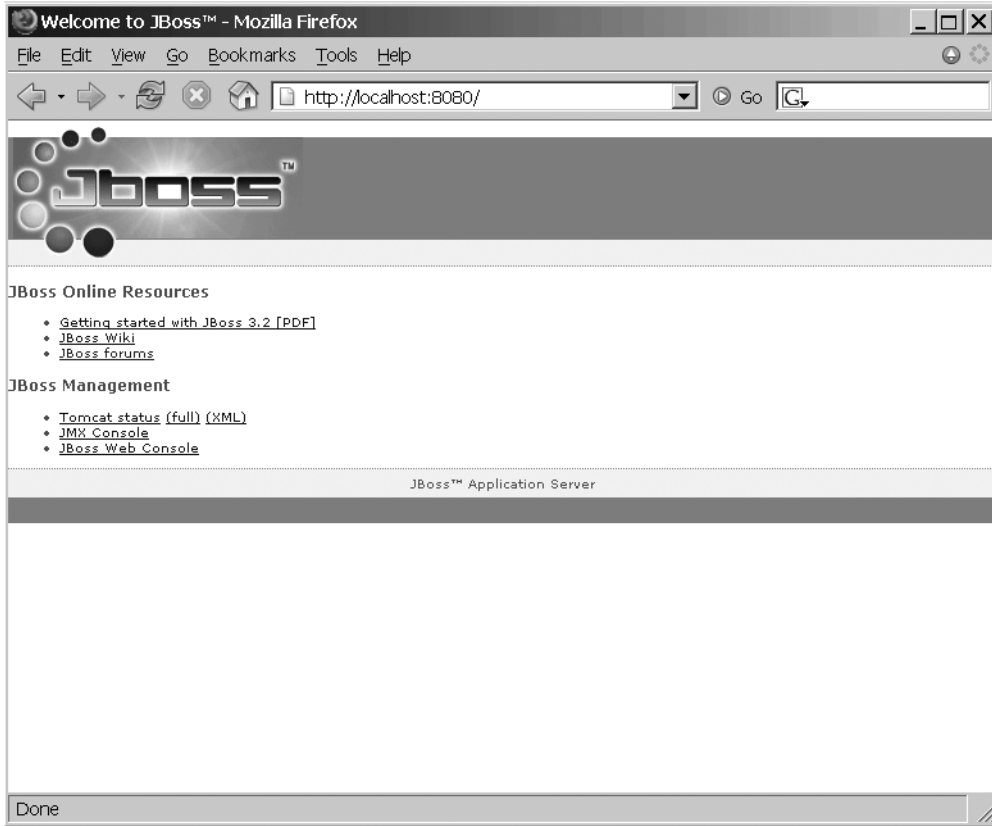 Welcome to JBoss™ - Mozilla Firefox
File Edit View Go Bookmarks Tools Help
http://localhost:8080/ Go G
Jboss™
JBoss Online Resources
Getting started with JBoss 3.2 [PDF]
JBoss Wiki
JBoss forums
JBoss Management
Tomcat status (full) (XML)
JMX Console
JBoss Web Console
JBoss™ Application Server
Done